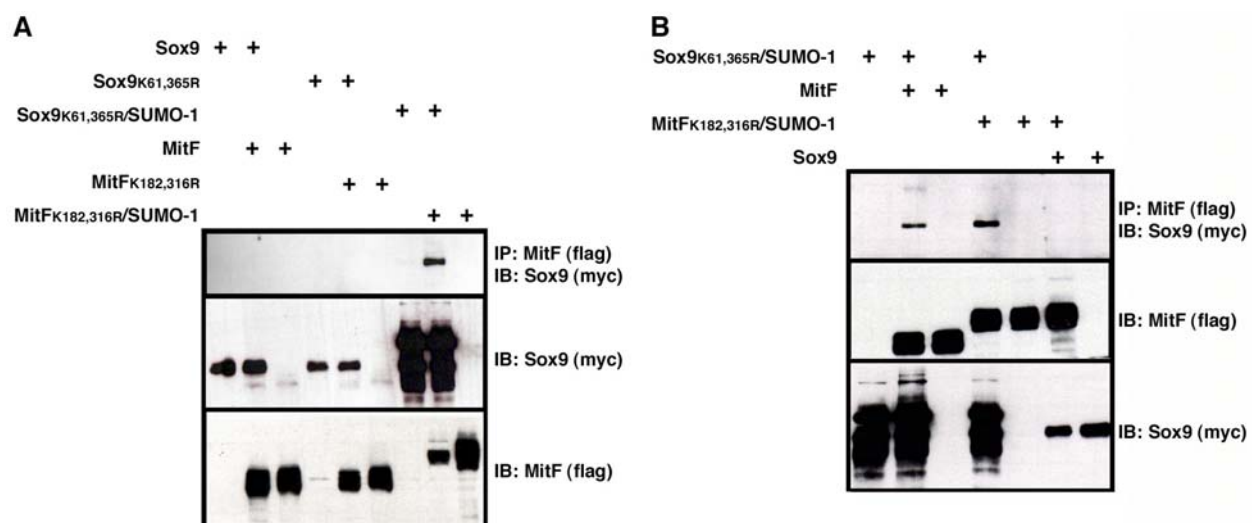 A
Sox9 + +
Sox9K61,365R + +
Sox9K61,365R/SUMO-1 + +
MitF + +
MitFK182,316R + +
MitFK182,316R/SUMO-1 + +
IP: MitF (flag)
IB: Sox9 (myc)
IB: Sox9 (myc)
IB: MitF (flag)
B
Sox9K61,365R/SUMO-1 + + +
MitF + +
MitFK182,316R/SUMO-1 + + +
Sox9 + +
IP: MitF (flag)
IB: Sox9 (myc)
IB: MitF (flag)
IB: Sox9 (myc)